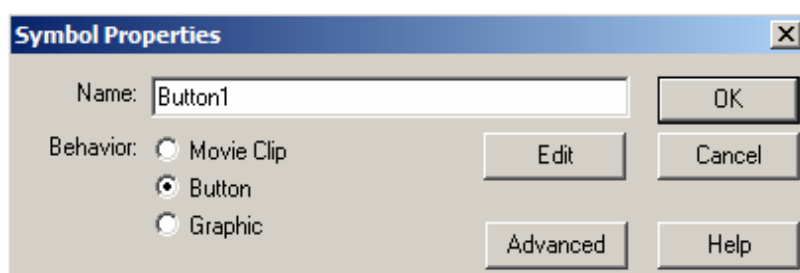 Symbol Properties
Name: Button1 OK
Behavior: Movie Clip Edit Cancel
Button
Graphic
Advanced Help